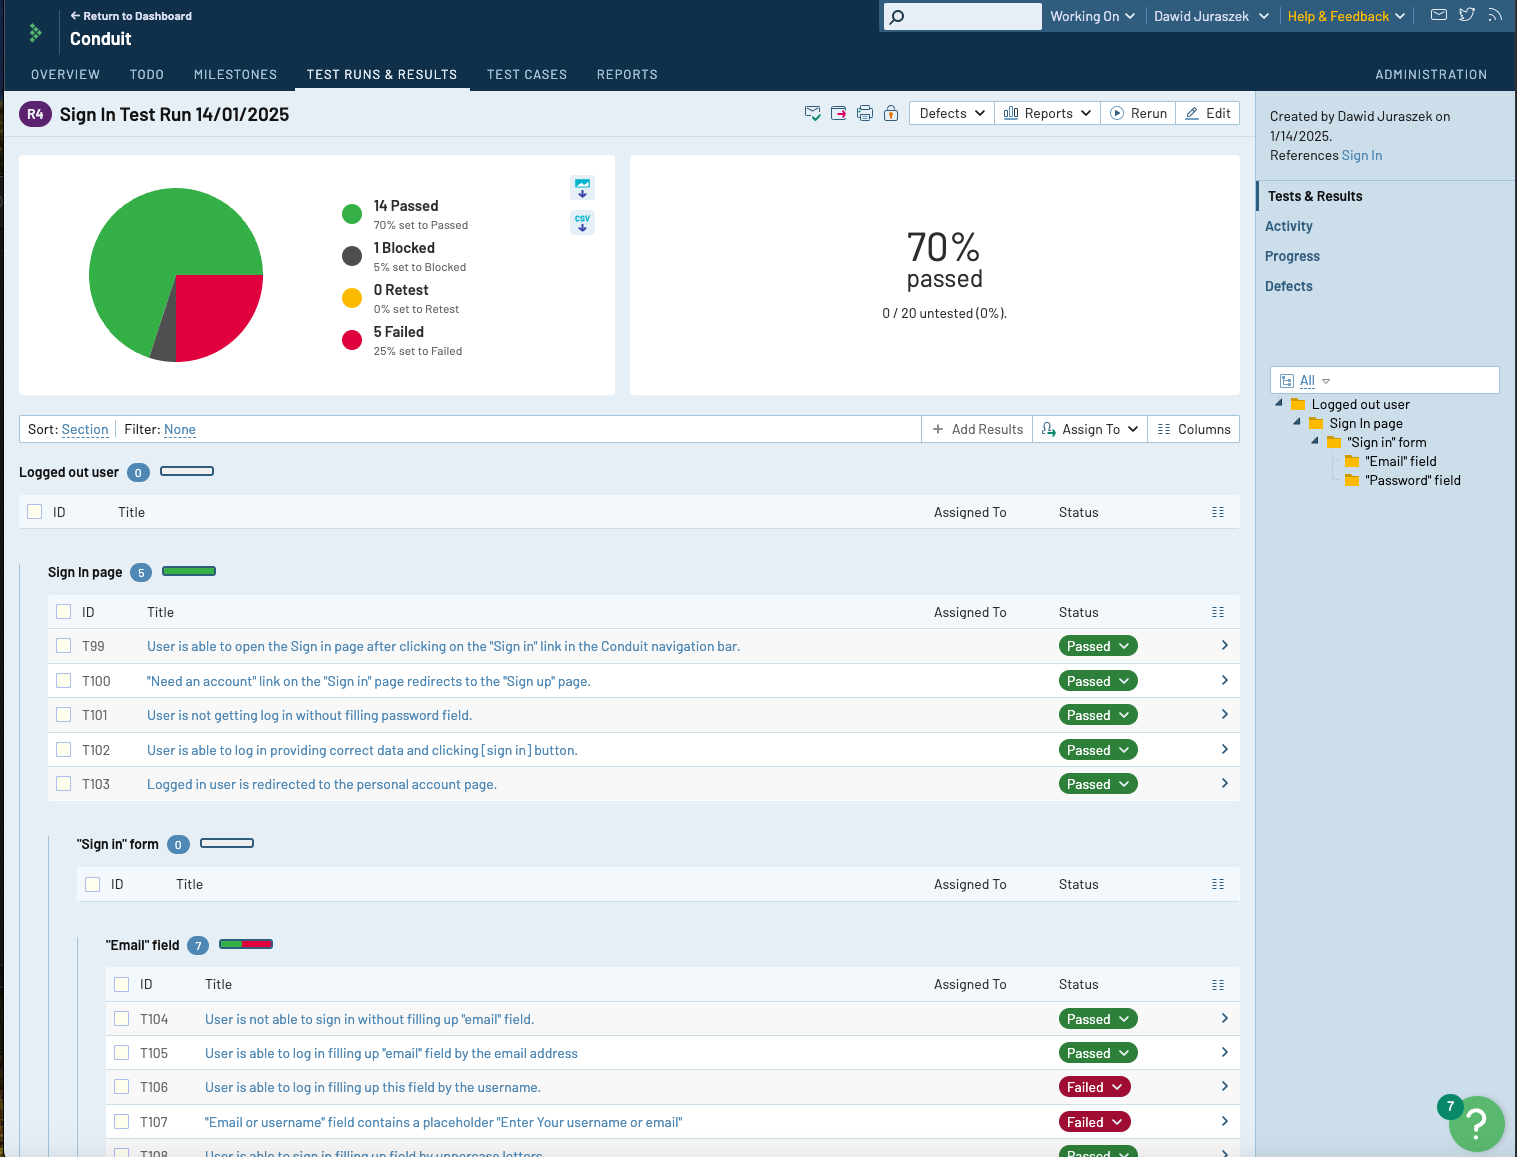 ← Return to Dashboard
Conduit
Working On
Dawid Juraszek
Help & Feedback
OVERVIEW TODO MILESTONES TEST RUNS & RESULTS TEST CASES REPORTS ADMINISTRATION
R4 Sign In Test Run 14/01/2025
Defects Reports Rerun Edit
14 Passed
70% set to Passed
1 Blocked
5% set to Blocked
0 Retest
0% set to Retest
5 Failed
25% set to Failed
CSV
70%
passed
0 / 20 untested (0%).
Sort: Section Filter: None + Add Results Assign To Columns
Logged out user 0
ID Title Assigned To Status
Sign In page 5
ID Title Assigned To Status
T99 User is able to open the Sign in page after clicking on the "Sign in" link in the Conduit navigation bar. Passed
T100 "Need an account" link on the "Sign in" page redirects to the "Sign up" page. Passed
T101 User is not getting log in without filling password field. Passed
T102 User is able to log in providing correct data and clicking [sign in] button. Passed
T103 Logged in user is redirected to the personal account page. Passed
"Sign in" form 0
ID Title Assigned To Status
"Email" field 7
ID Title Assigned To Status
T104 User is not able to sign in without filling up "email" field. Passed
T105 User is able to log in filling up "email" field by the email address Passed
T106 User is able to log in filling up this field by the username. Failed
T107 "Email or username" field contains a placeholder "Enter Your username or email" Failed
T108 User is able to sign in filling up field by uppercase letters Passed
Created by Dawid Juraszek on
1/14/2025.
References Sign In
Tests & Results
Activity
Progress
Defects
All
Logged out user
Sign In page
"Sign in" form
"Email" field
"Password" field
7
?